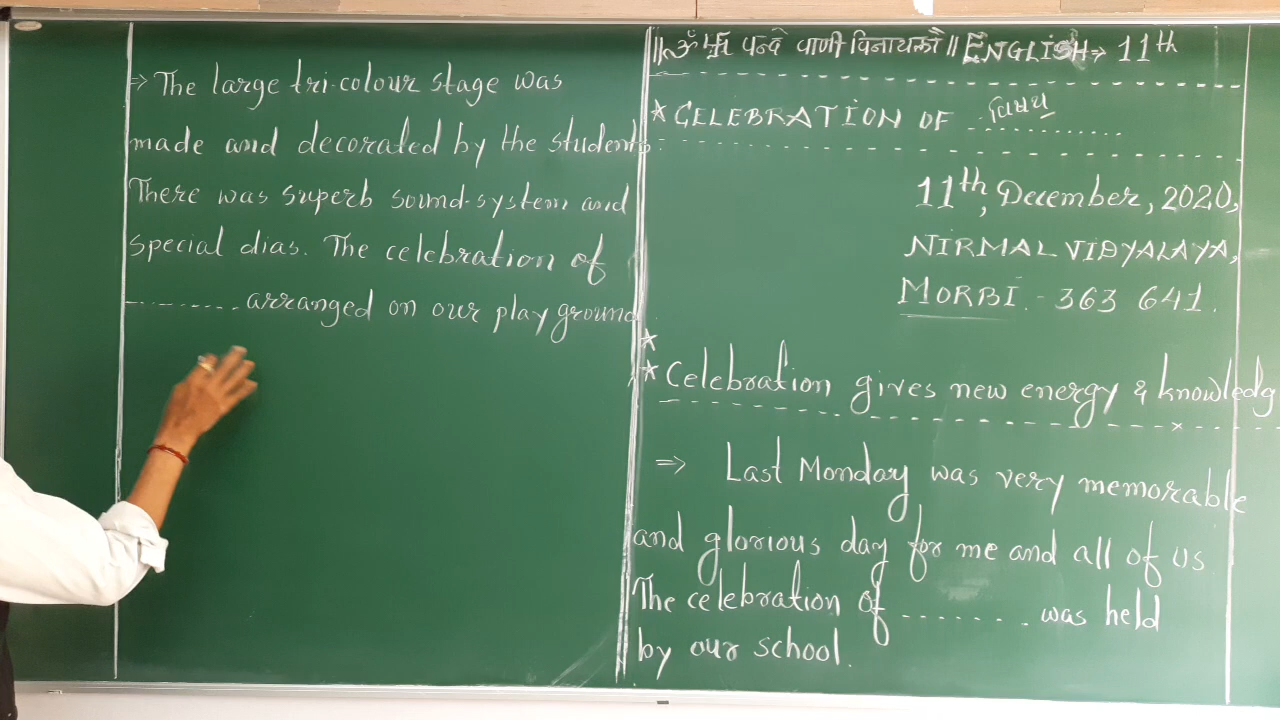 ॥ ॐ 卐 वन्दे वाणी विनायकौ ॥ ENGLISH → 11th
★ CELEBRATION OF ............
विषय
11th, December, 2020,
NIRMAL VIDYALAYA,
MORBI. - 363 641.
★
★ Celebration gives new energy & knowledg
⇒ Last Monday was very memorable
and glorious day for me and all of us
The celebration of ....... was held
by our school.
⇒ The large tri-colour stage was
made and decorated by the students.
There was superb sound-system and
special dias. The celebration of
......... arranged on our play ground.